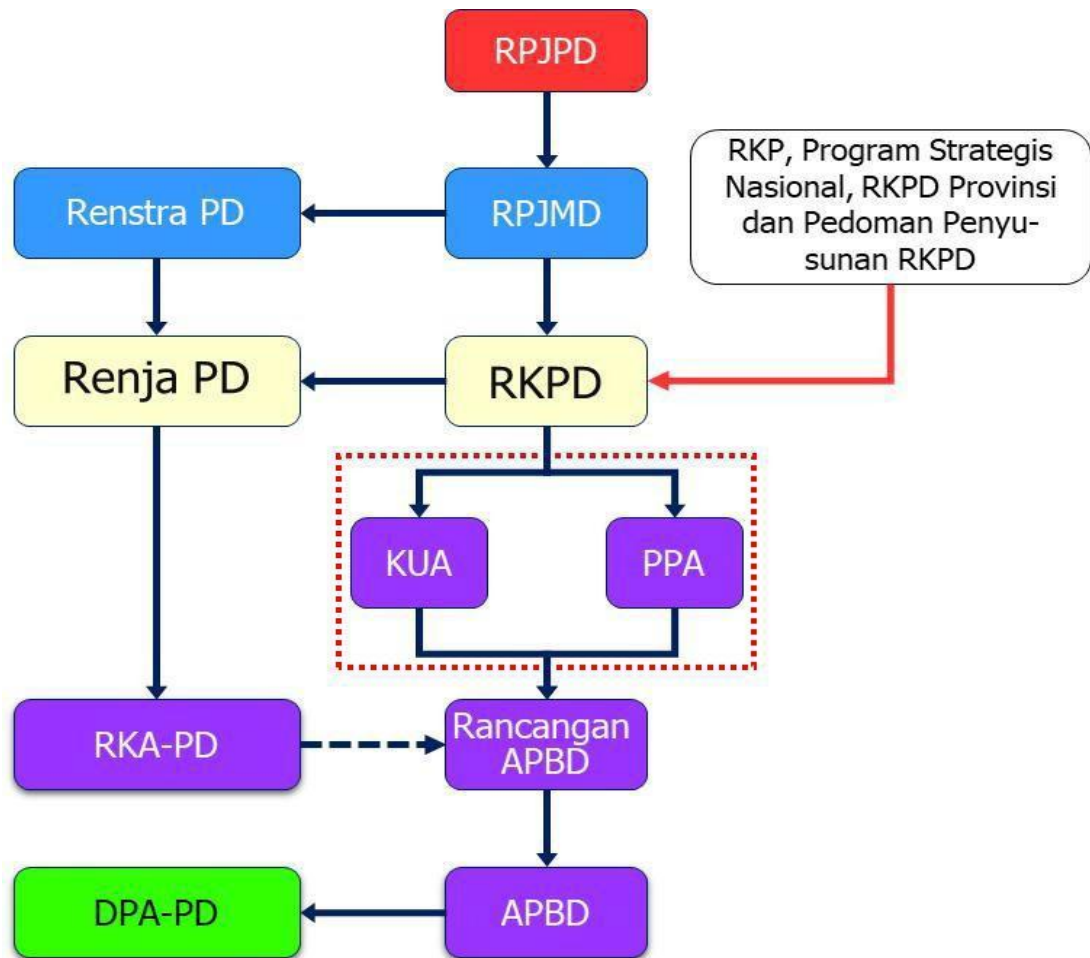 RPJPD
RKP, Program Strategis
Nasional, RKPD Provinsi
dan Pedoman Penyu-
sunan RKPD
Renstra PD
RPJMD
Renja PD
RKPD
KUA
PPA
RKA-PD
Rancangan
APBD
DPA-PD
APBD